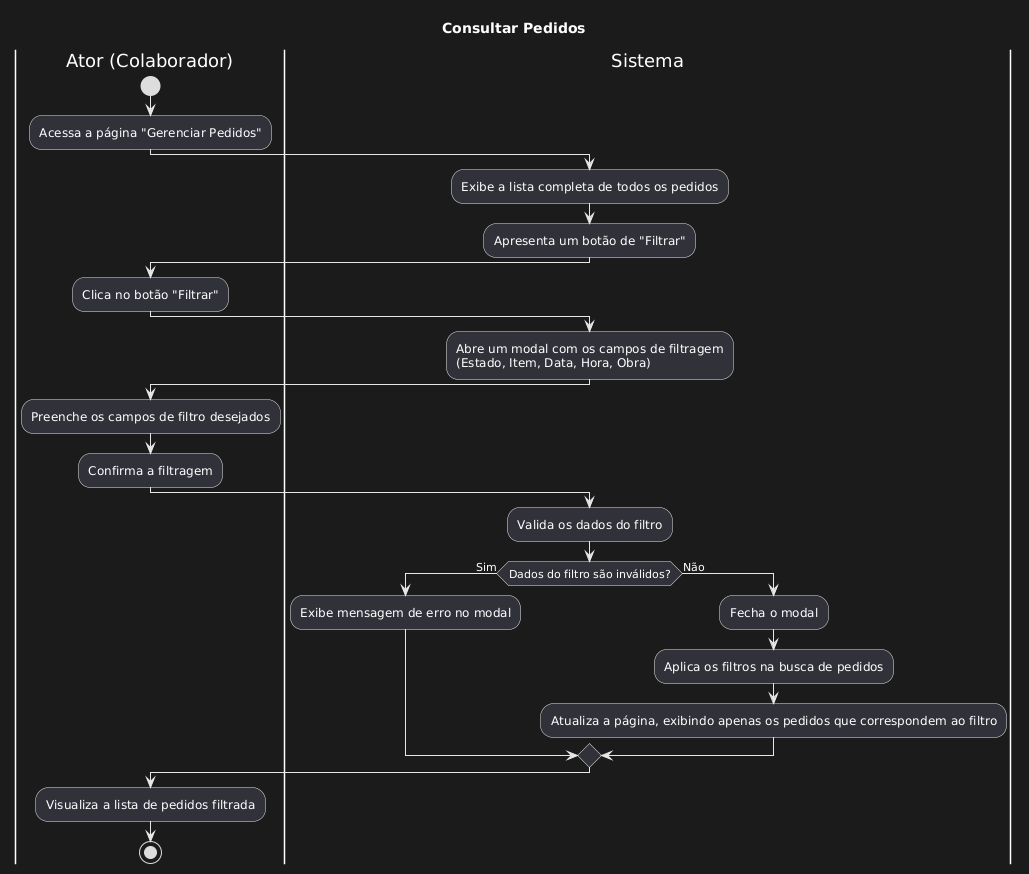 Consultar Pedidos
Ator (Colaborador)
Sistema
Acessa a página "Gerenciar Pedidos"
Exibe a lista completa de todos os pedidos
Apresenta um botão de "Filtrar"
Clica no botão "Filtrar"
Abre um modal com os campos de filtragem
(Estado, Item, Data, Hora, Obra)
Preenche os campos de filtro desejados
Confirma a filtragem
Valida os dados do filtro
Sim
Dados do filtro são inválidos?
Não
Exibe mensagem de erro no modal
Fecha o modal
Aplica os filtros na busca de pedidos
Atualiza a página, exibindo apenas os pedidos que correspondem ao filtro
Visualiza a lista de pedidos filtrada